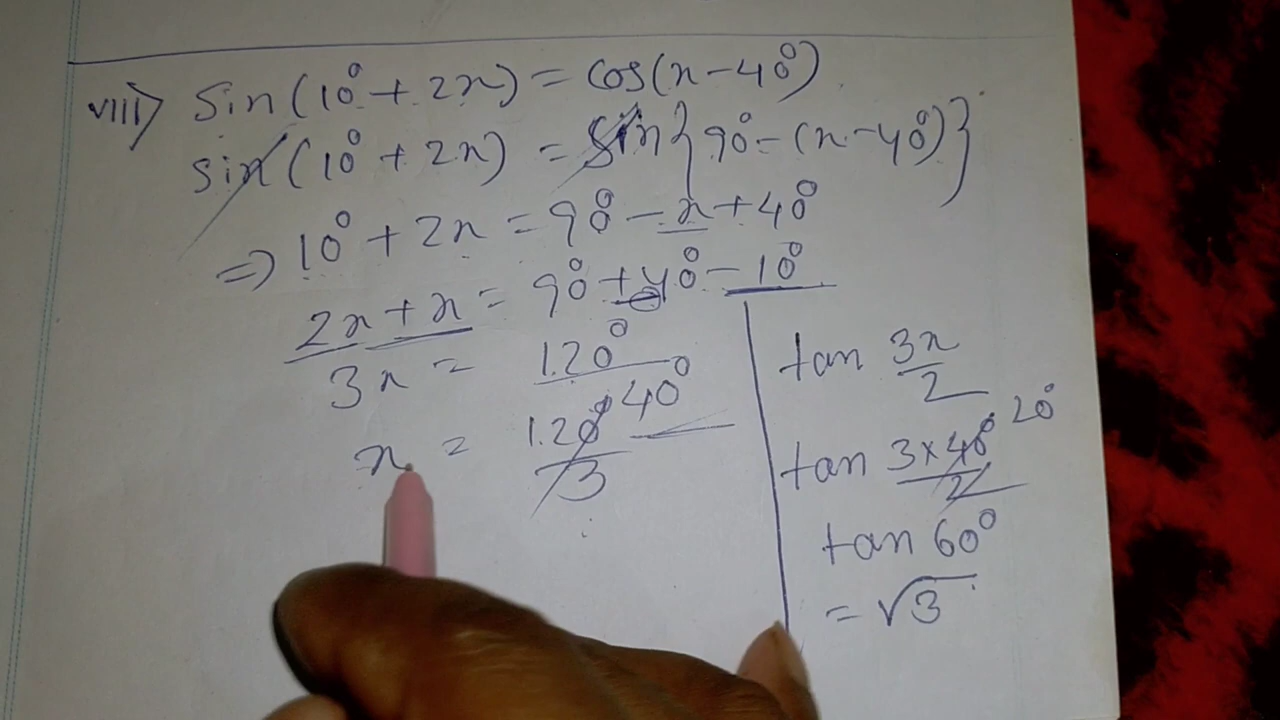 viii) Sin(10° + 2x) = Cos(x - 40°)
sin(10° + 2x) = Sin{90° - (x - 40°)}
=> 10° + 2x = 90° - x + 40°
2x + x = 90° + 40° - 10°
3x = 120°
x = 120°/3 40°
tan 3x/2
tan 3×40°/2 20°
tan 60°
= √3